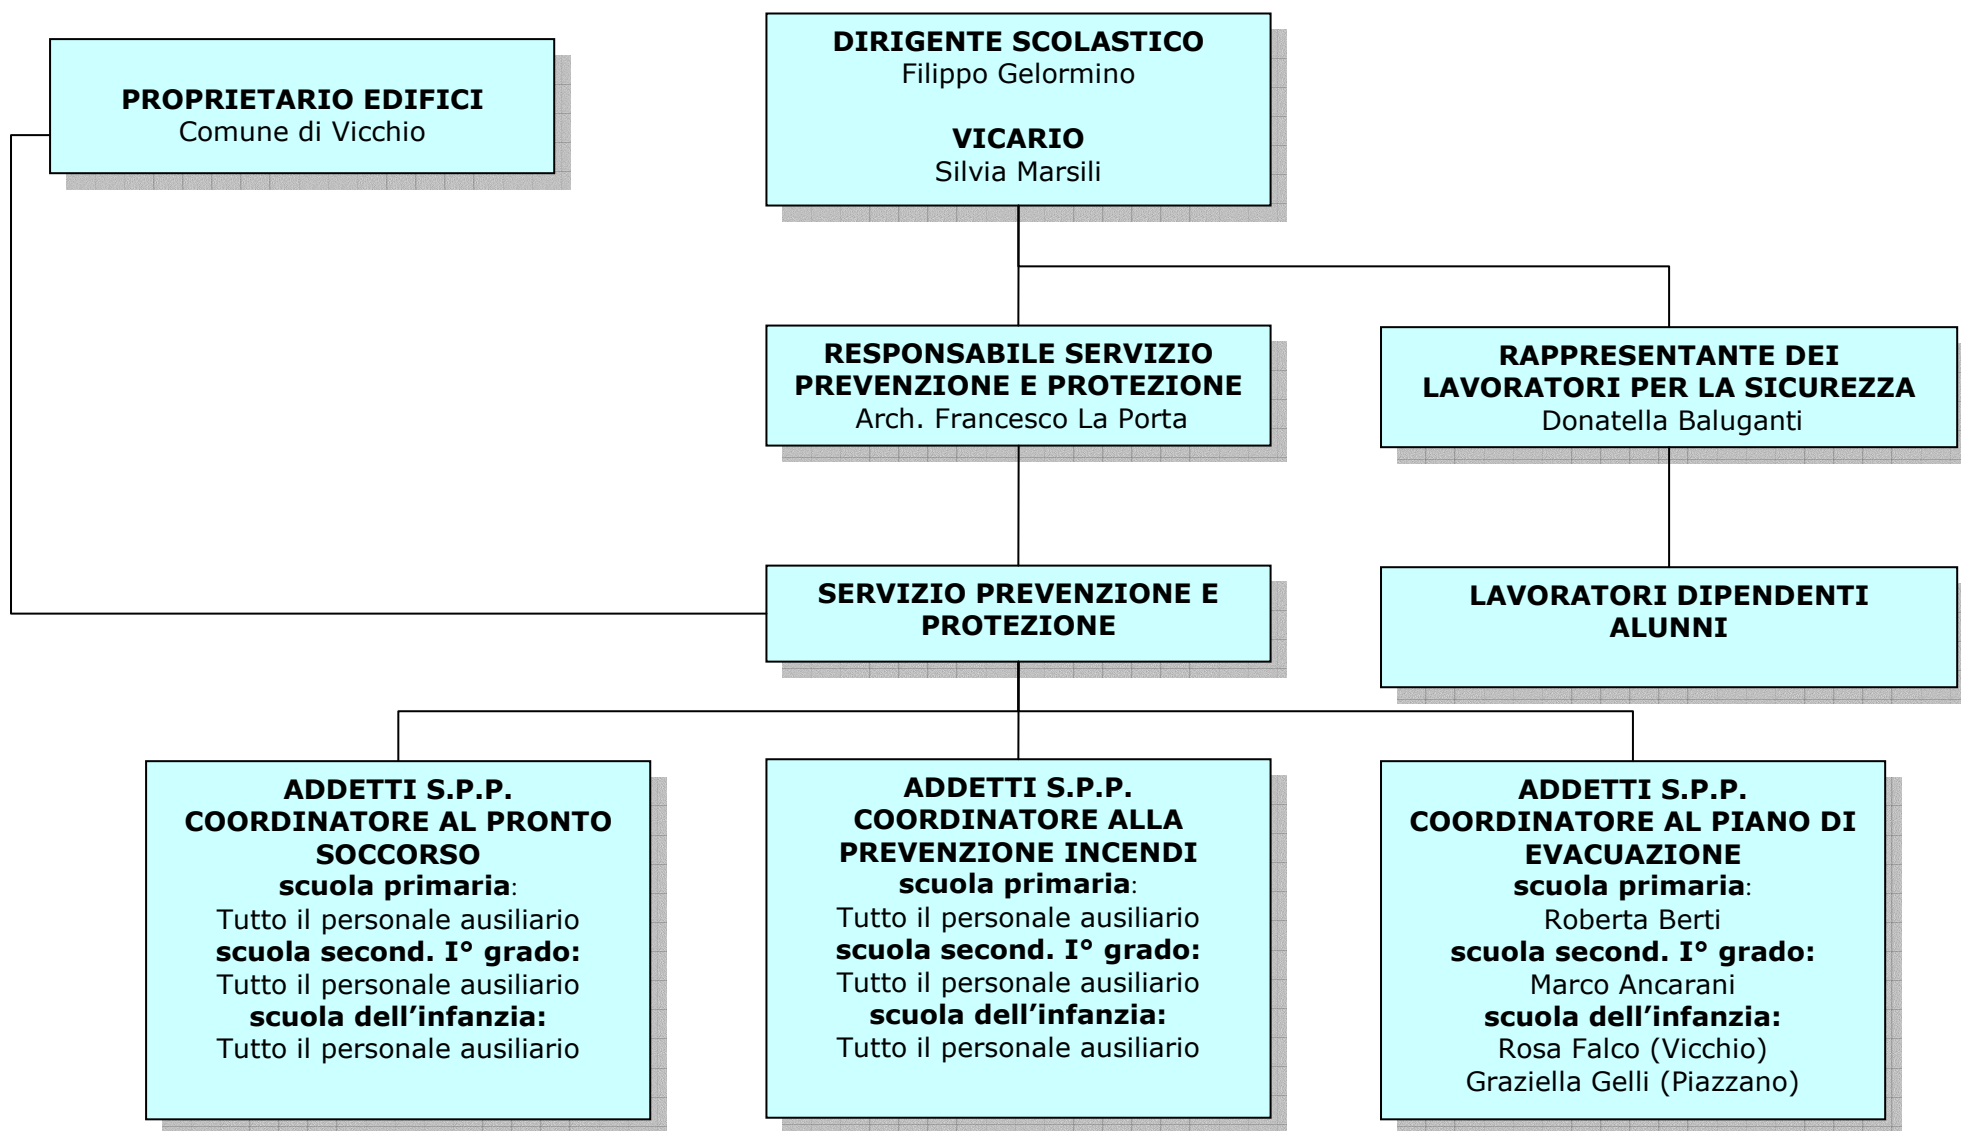 PROPRIETARIO EDIFICI
Comune di Vicchio
DIRIGENTE SCOLASTICO
Filippo Gelormino
VICARIO
Silvia Marsili
RESPONSABILE SERVIZIO
PREVENZIONE E PROTEZIONE
Arch. Francesco La Porta
RAPPRESENTANTE DEI
LAVORATORI PER LA SICUREZZA
Donatella Baluganti
SERVIZIO PREVENZIONE E
PROTEZIONE
LAVORATORI DIPENDENTI
ALUNNI
ADDETTI S.P.P.
COORDINATORE AL PRONTO
SOCCORSO
scuola primaria:
Tutto il personale ausiliario
scuola second. I° grado:
Tutto il personale ausiliario
scuola dell’infanzia:
Tutto il personale ausiliario
ADDETTI S.P.P.
COORDINATORE ALLA
PREVENZIONE INCENDI
scuola primaria:
Tutto il personale ausiliario
scuola second. I° grado:
Tutto il personale ausiliario
scuola dell’infanzia:
Tutto il personale ausiliario
ADDETTI S.P.P.
COORDINATORE AL PIANO DI
EVACUAZIONE
scuola primaria:
Roberta Berti
scuola second. I° grado:
Marco Ancarani
scuola dell’infanzia:
Rosa Falco (Vicchio)
Graziella Gelli (Piazzano)